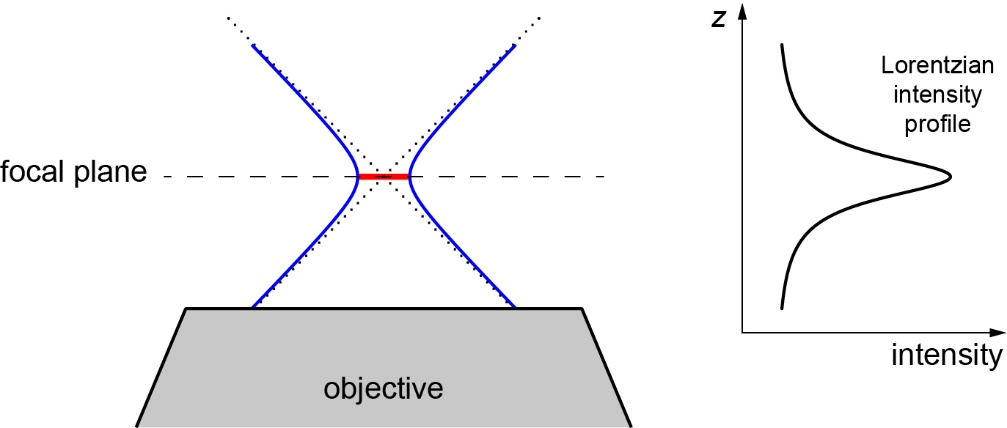 focal plane
objective
z
Lorentzian
intensity
profile
intensity